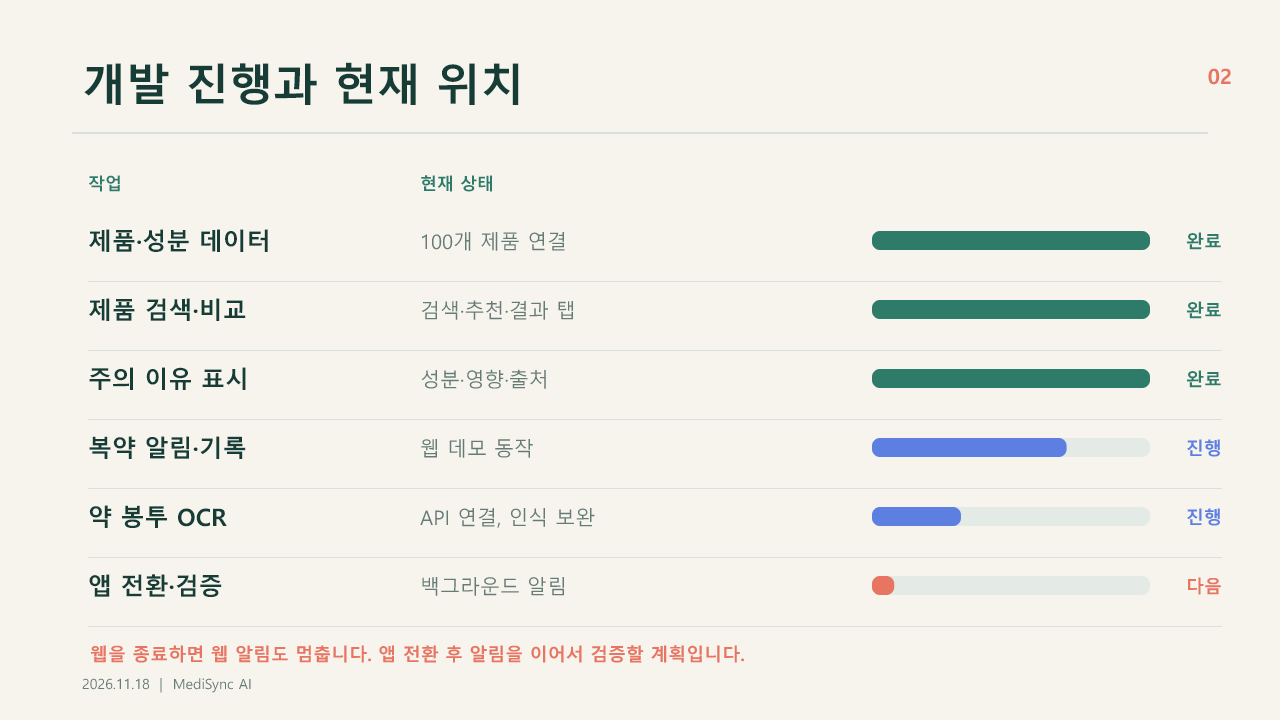 개발 진행과 현재 위치
02
작업 현재 상태
제품·성분 데이터 100개 제품 연결 완료
제품 검색·비교 검색·추천·결과 탭 완료
주의 이유 표시 성분·영향·출처 완료
복약 알림·기록 웹 데모 동작 진행
약 봉투 OCR API 연결, 인식 보완 진행
앱 전환·검증 백그라운드 알림 다음
웹을 종료하면 웹 알림도 멈춥니다. 앱 전환 후 알림을 이어서 검증할 계획입니다.
2026.11.18 | MediSync AI